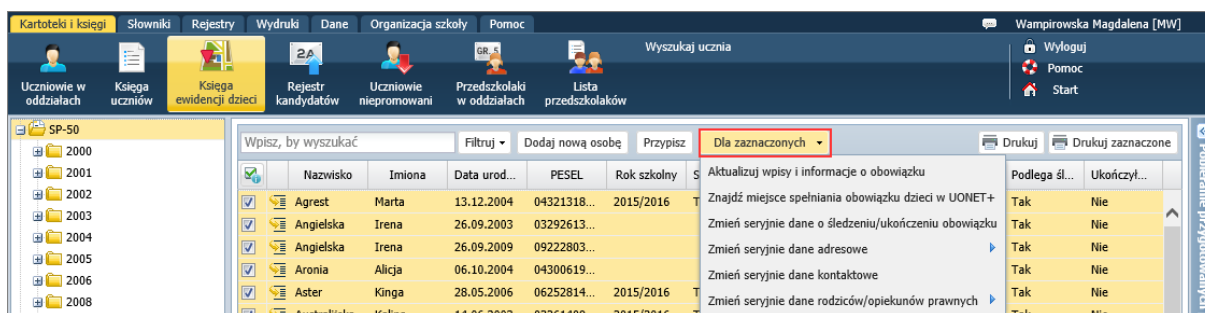 Kartoteki i księgi Słowniki Rejestry Wydruki Dane Organizacja szkoły Pomoc Wampirowska Magdalena [MW]
Uczniowie w oddziałach
Księga uczniów
Księga ewidencji dzieci
2A
Rejestr kandydatów
Uczniowie niepromowani
GR. 5
Przedszkolaki w oddziałach
Lista przedszkolaków
Wyszukaj ucznia
Wyloguj
Pomoc
Start
SP-50
2000
2001
2002
2003
2004
2005
2006
2008
Wpisz, by wyszukać Filtruj Dodaj nową osobę Przypisz Dla zaznaczonych Drukuj Drukuj zaznaczone
Nazwisko Imiona Data urod... PESEL Rok szkolny S Podlega śl... Ukończył...
Agrest Marta 13.12.2004 04321318... 2015/2016 T Tak Nie
Angielska Irena 26.09.2003 03292613... Tak Nie
Angielska Irena 26.09.2009 09222803... Tak Nie
Aronia Alicja 06.10.2004 04300619... Tak Nie
Aster Kinga 28.05.2006 06252814... 2015/2016 T Tak Nie
Aktualizuj wpisy i informacje o obowiązku
Znajdź miejsce spełniania obowiązku dzieci w UONET+
Zmień seryjnie dane o śledzeniu/ukończeniu obowiązku
Zmień seryjnie dane adresowe
Zmień seryjnie dane kontaktowe
Zmień seryjnie dane rodziców/opiekunów prawnych
Pobieranie przygotowanych